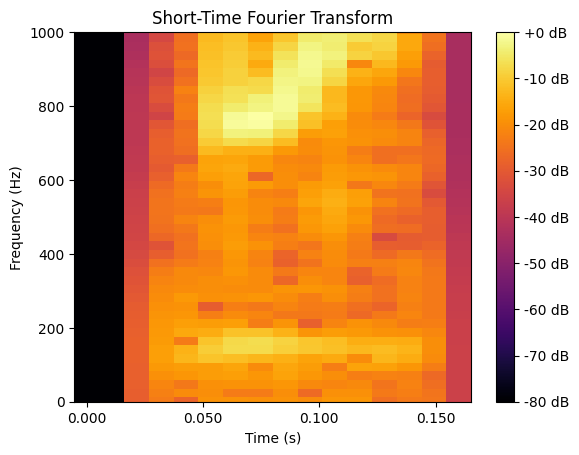 Short-Time Fourier Transform
1000
800
600
400
200
0
Frequency (Hz)
0.000
0.050
0.100
0.150
Time (s)
+0 dB
-10 dB
-20 dB
-30 dB
-40 dB
-50 dB
-60 dB
-70 dB
-80 dB